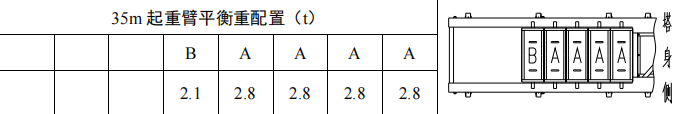 35m 起重臂平衡重配置（t）
B A A A A
2.1 2.8 2.8 2.8 2.8
B A A A A
塔
身
侧